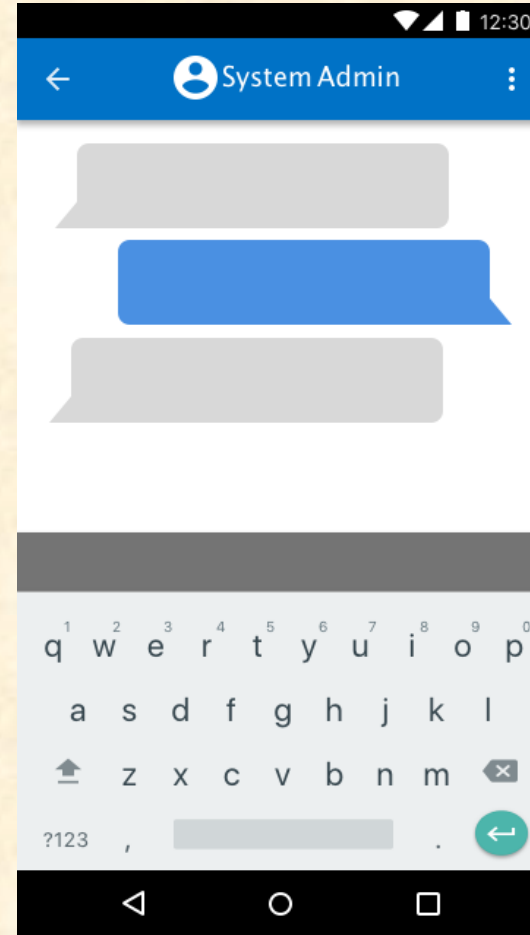 12:30
System Admin
1 2 3 4 5 6 7 8 9 0
q w e r t y u i o p
a s d f g h j k l
z x c v b n m
?123 , .